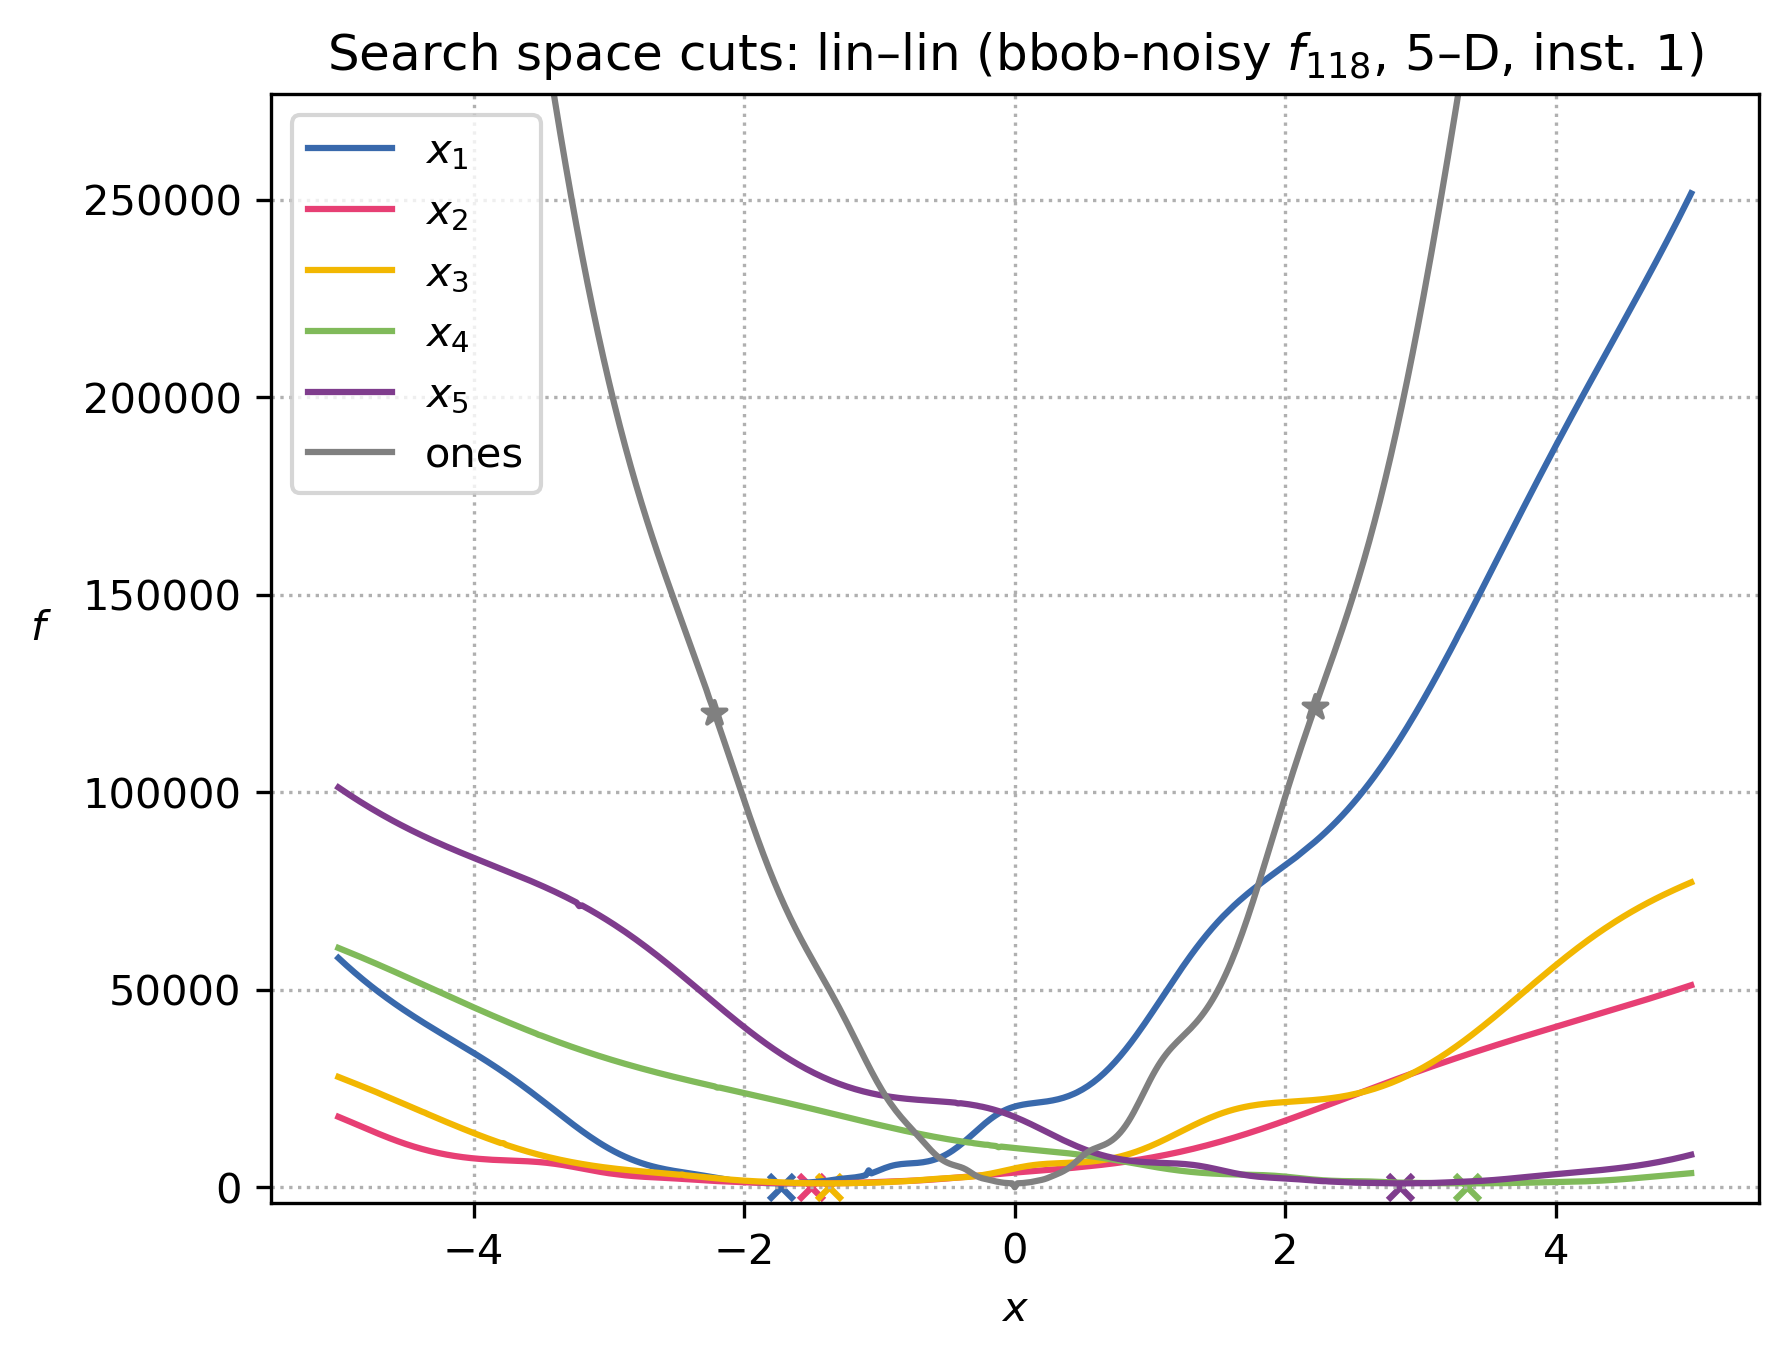 Search space cuts: lin–lin (bbob-noisy f₁₁₈, 5–D, inst. 1)
x₁
x₂
x₃
x₄
x₅
ones
250000
200000
150000
100000
50000
0
f
−4 −2 0 2 4
x